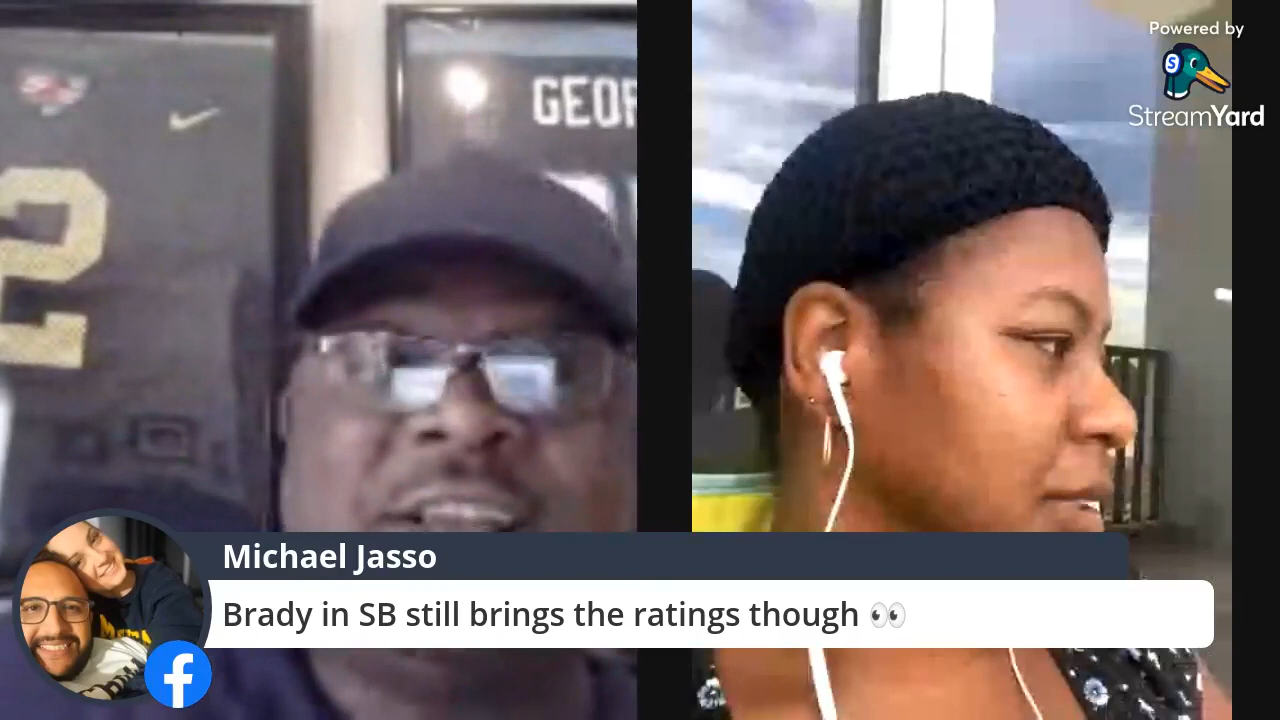 Powered by
S
StreamYard
GEOR
2
Michael Jasso
Brady in SB still brings the ratings though 👀